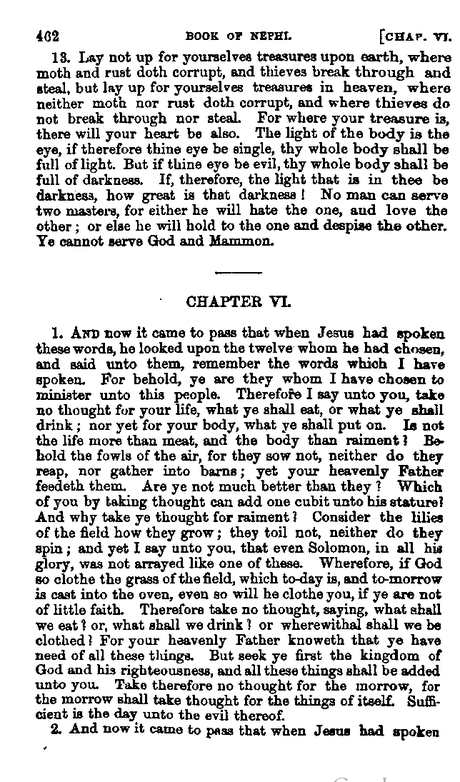 462 BOOK OF NEPHI. [CHAP. VI.
13. Lay not up for yourselves treasures upon earth, where
moth and rust doth corrupt, and thieves break through and
steal, but lay up for yourselves treasures in heaven, where
neither moth nor rust doth corrupt, and where thieves do
not break through nor steal. For where your treasure is,
there will your heart be also. The light of the body is the
eye, if therefore thine eye be single, thy whole body shall be
full of light. But if thine eye be evil, thy whole body shall be
full of darkness. If, therefore, the light that is in thee be
darkness, how great is that darkness! No man can serve
two masters, for either he will hate the one, and love the
other; or else he will hold to the one and despise the other.
Ye cannot serve God and Mammon.
CHAPTER VI.
1. AND now it came to pass that when Jesus had spoken
these words, he looked upon the twelve whom he had chosen,
and said unto them, remember the words which I have
spoken. For behold, ye are they whom I have chosen to
minister unto this people. Therefore I say unto you, take
no thought for your life, what ye shall eat, or what ye shall
drink; nor yet for your body, what ye shall put on. Is not
the life more than meat, and the body than raiment? Be-
hold the fowls of the air, for they sow not, neither do they
reap, nor gather into barns; yet your heavenly Father
feedeth them. Are ye not much better than they? Which
of you by taking thought can add one cubit unto his stature?
And why take ye thought for raiment? Consider the lilies
of the field how they grow; they toil not, neither do they
spin; and yet I say unto you, that even Solomon, in all his
glory, was not arrayed like one of these. Wherefore, if God
so clothe the grass of the field, which to-day is, and to-morrow
is cast into the oven, even so will he clothe you, if ye are not
of little faith. Therefore take no thought, saying, what shall
we eat? or, what shall we drink? or wherewithal shall we be
clothed? For your heavenly Father knoweth that ye have
need of all these things. But seek ye first the kingdom of
God and his righteousness, and all these things shall be added
unto you. Take therefore no thought for the morrow, for
the morrow shall take thought for the things of itself. Suffi-
cient is the day unto the evil thereof.
2. And now it came to pass that when Jesus had spoken